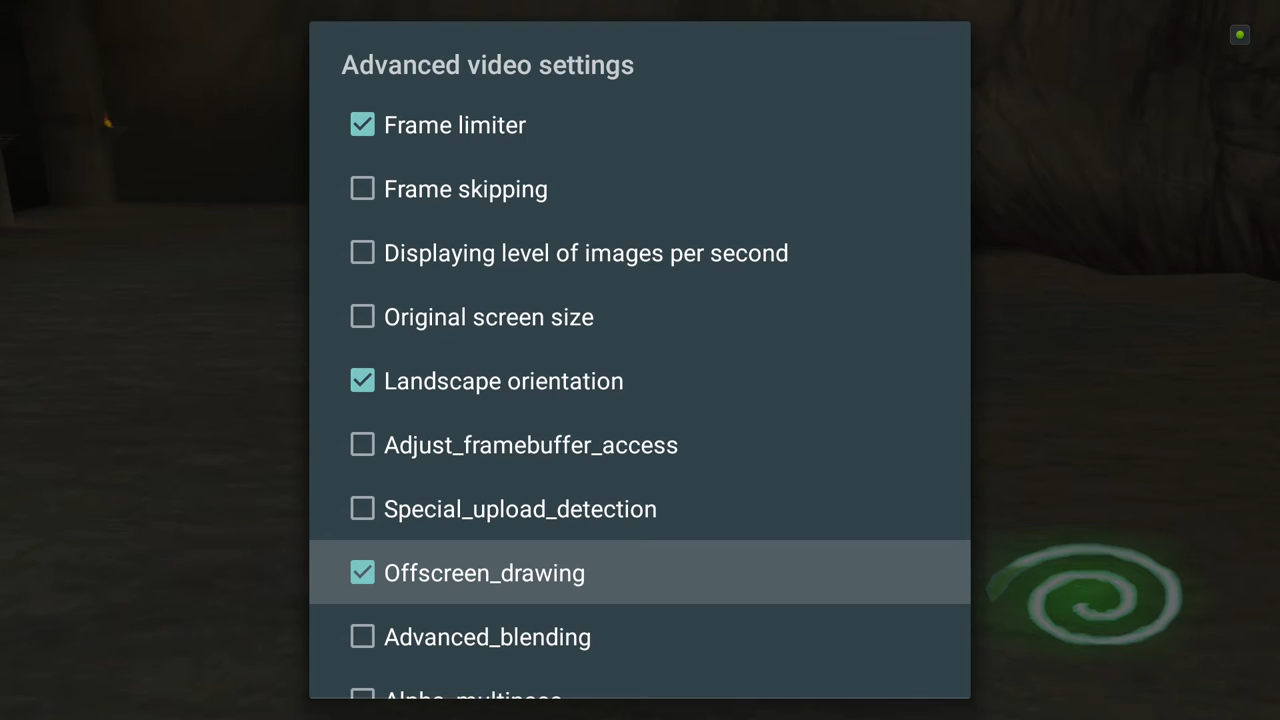 Advanced video settings
Frame limiter
Frame skipping
Displaying level of images per second
Original screen size
Landscape orientation
Adjust_framebuffer_access
Special_upload_detection
Offscreen_drawing
Advanced_blending